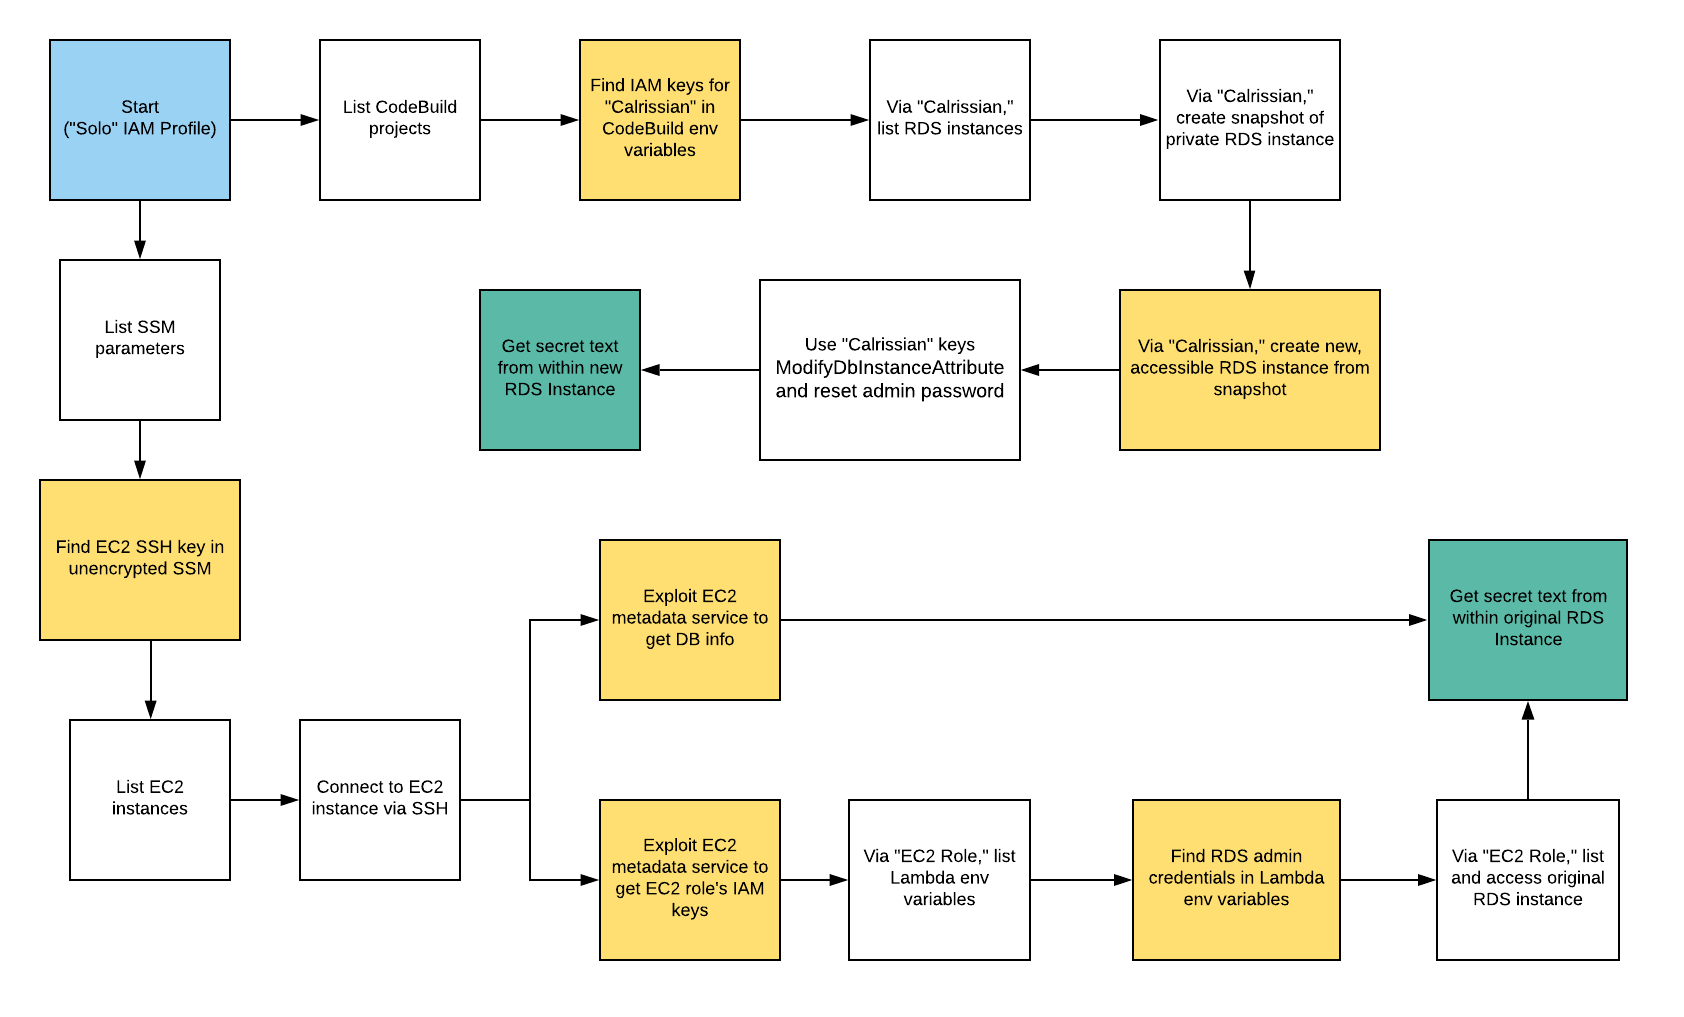 Start
("Solo" IAM Profile)
List CodeBuild
projects
Find IAM keys for
"Calrissian" in
CodeBuild env
variables
Via "Calrissian,"
list RDS instances
Via "Calrissian,"
create snapshot of
private RDS instance
Via "Calrissian," create new,
accessible RDS instance from
snapshot
Use "Calrissian" keys
ModifyDbInstanceAttribute
and reset admin password
Get secret text
from within new
RDS Instance
List SSM
parameters
Find EC2 SSH key in
unencrypted SSM
List EC2
instances
Connect to EC2
instance via SSH
Exploit EC2
metadata service to
get DB info
Get secret text from
within original RDS
Instance
Exploit EC2
metadata service to
get EC2 role's IAM
keys
Via "EC2 Role," list
Lambda env
variables
Find RDS admin
credentials in Lambda
env variables
Via "EC2 Role," list
and access original
RDS instance